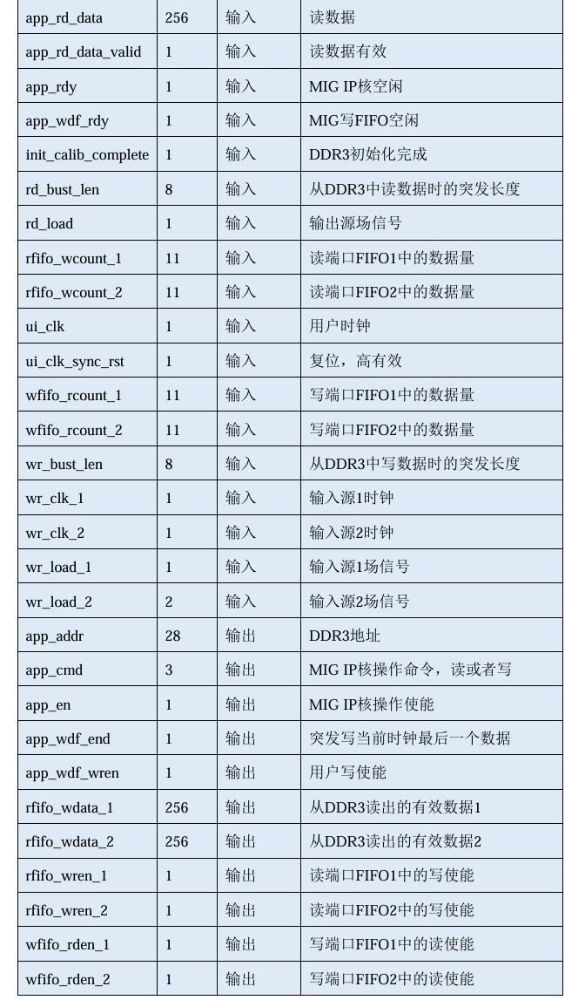 app_rd_data 256 输入 读数据
app_rd_data_valid 1 输入 读数据有效
app_rdy 1 输入 MIG IP核空闲
app_wdf_rdy 1 输入 MIG写FIFO空闲
init_calib_complete 1 输入 DDR3初始化完成
rd_bust_len 8 输入 从DDR3中读数据时的突发长度
rd_load 1 输入 输出源场信号
rfifo_wcount_1 11 输入 读端口FIFO1中的数据量
rfifo_wcount_2 11 输入 读端口FIFO2中的数据量
ui_clk 1 输入 用户时钟
ui_clk_sync_rst 1 输入 复位，高有效
wfifo_rcount_1 11 输入 写端口FIFO1中的数据量
wfifo_rcount_2 11 输入 写端口FIFO2中的数据量
wr_bust_len 8 输入 从DDR3中写数据时的突发长度
wr_clk_1 1 输入 输入源1时钟
wr_clk_2 1 输入 输入源2时钟
wr_load_1 1 输入 输入源1场信号
wr_load_2 2 输入 输入源2场信号
app_addr 28 输出 DDR3地址
app_cmd 3 输出 MIG IP核操作命令，读或者写
app_en 1 输出 MIG IP核操作使能
app_wdf_end 1 输出 突发写当前时钟最后一个数据
app_wdf_wren 1 输出 用户写使能
rfifo_wdata_1 256 输出 从DDR3读出的有效数据1
rfifo_wdata_2 256 输出 从DDR3读出的有效数据2
rfifo_wren_1 1 输出 读端口FIFO1中的写使能
rfifo_wren_2 1 输出 读端口FIFO2中的写使能
wfifo_rden_1 1 输出 写端口FIFO1中的读使能
wfifo_rden_2 1 输出 写端口FIFO2中的读使能